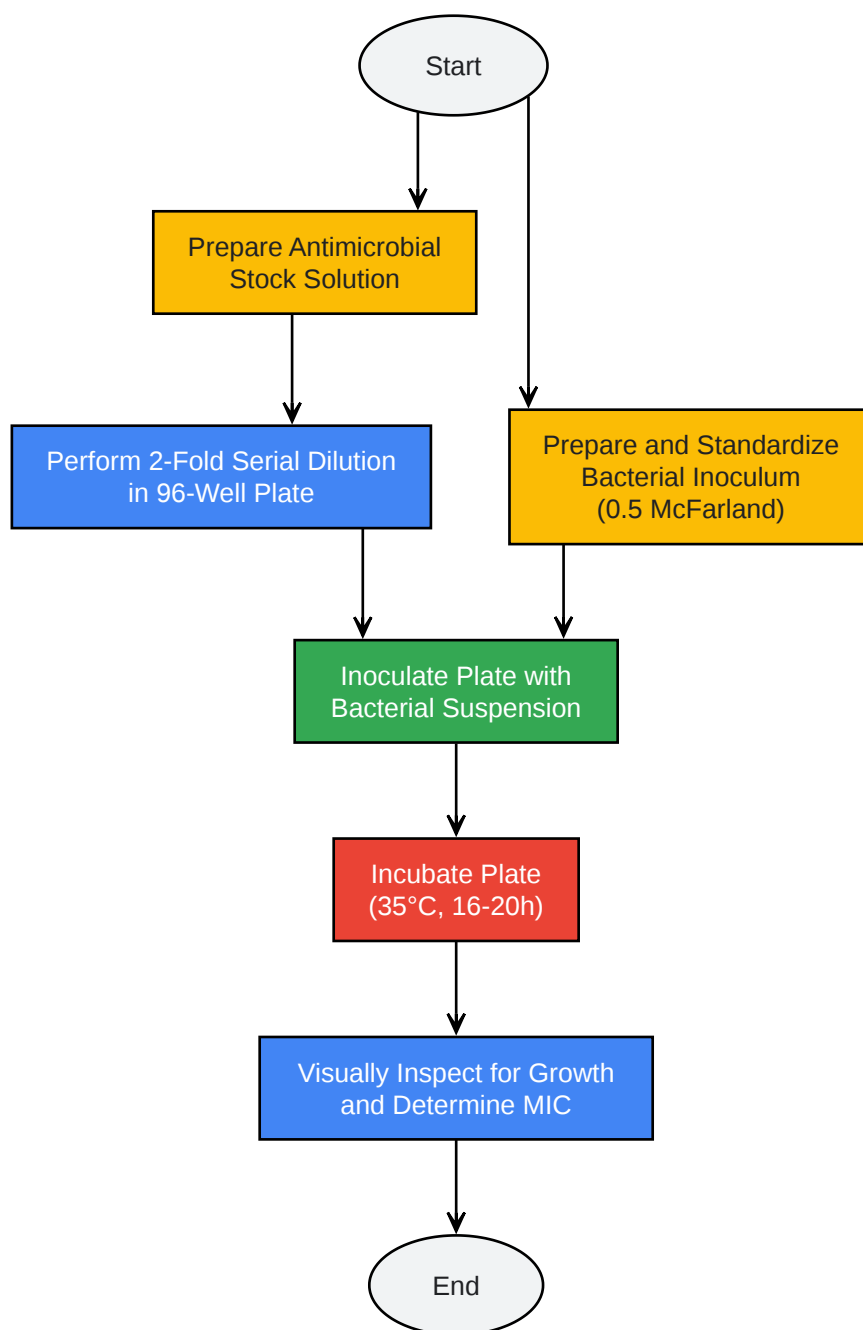 Start
Prepare Antimicrobial
Stock Solution
Perform 2-Fold Serial Dilution
in 96-Well Plate
Prepare and Standardize
Bacterial Inoculum
(0.5 McFarland)
Inoculate Plate with
Bacterial Suspension
Incubate Plate
(35°C, 16-20h)
Visually Inspect for Growth
and Determine MIC
End